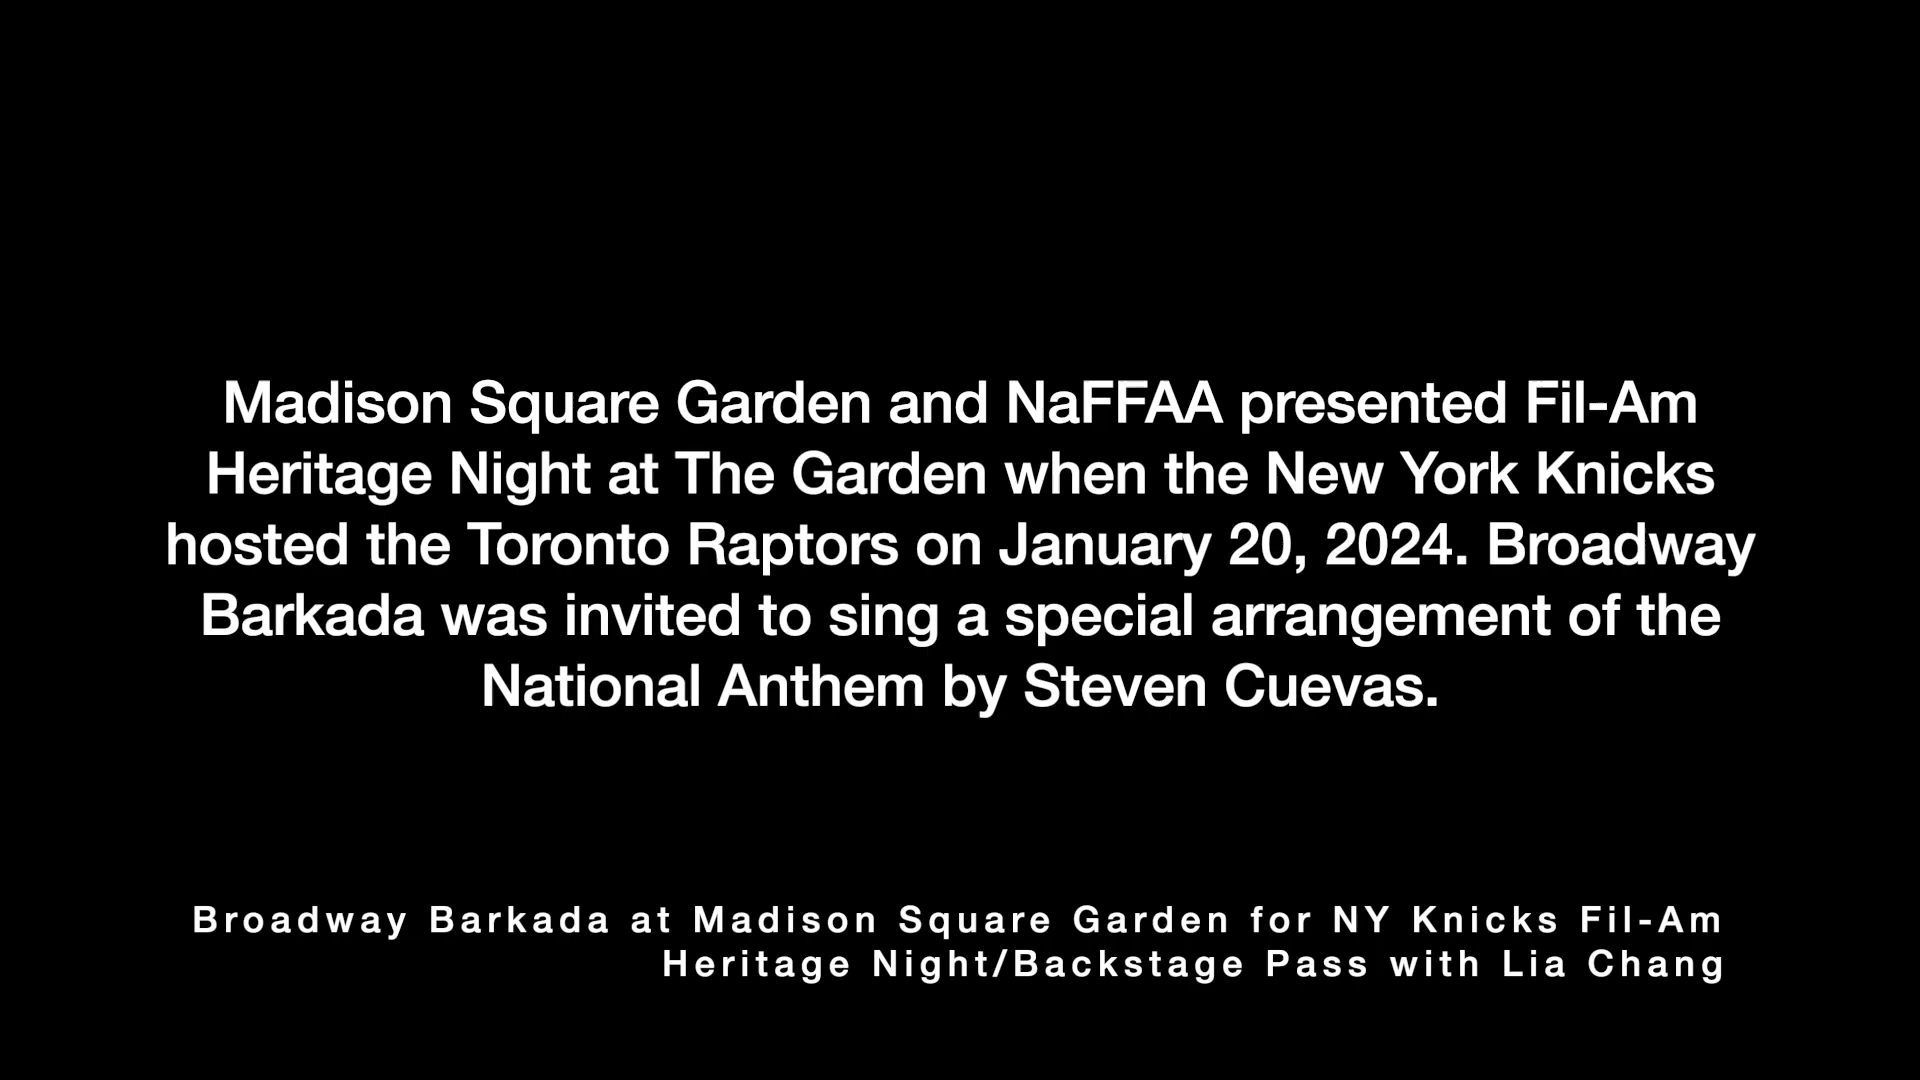 Madison Square Garden and NaFFAA presented Fil-Am
Heritage Night at The Garden when the New York Knicks
hosted the Toronto Raptors on January 20, 2024. Broadway
Barkada was invited to sing a special arrangement of the
National Anthem by Steven Cuevas.
Broadway Barkada at Madison Square Garden for NY Knicks Fil-Am
Heritage Night/Backstage Pass with Lia Chang